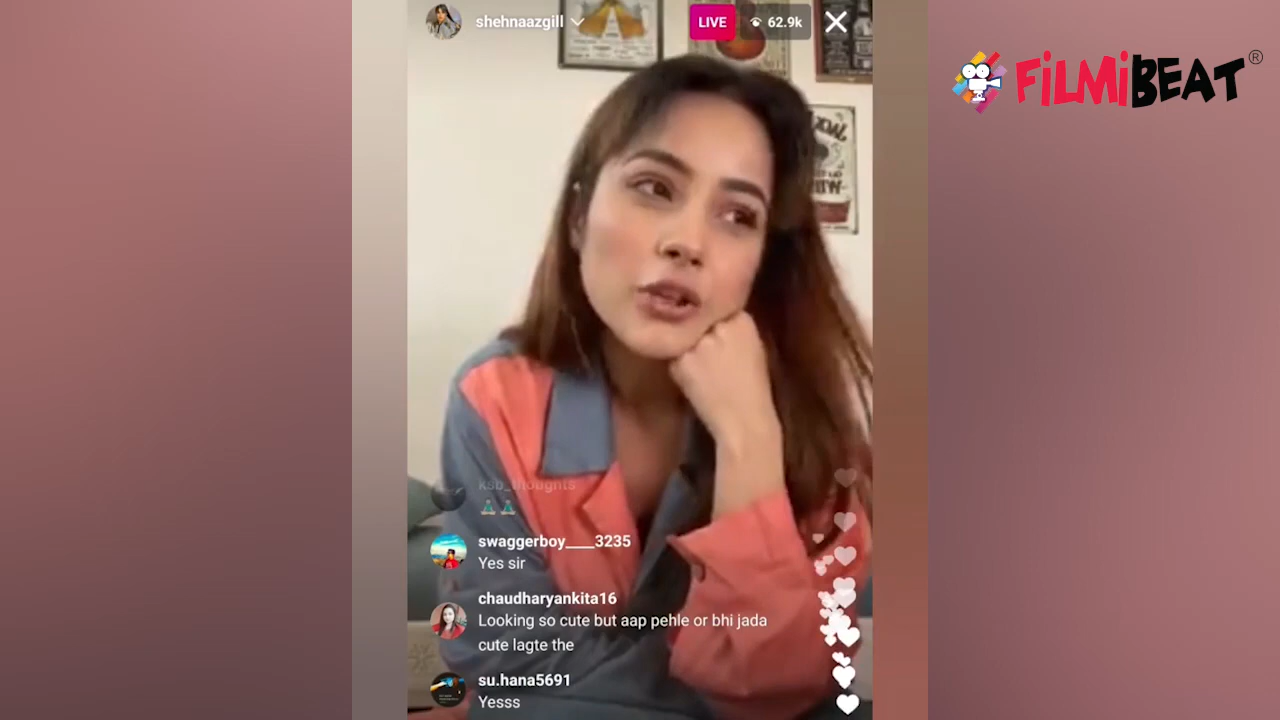 shehnaazgill
LIVE
62.9k
FiLMiBEAT®
ksb_thoughts
swaggerboy____3235
Yes sir
chaudharyankita16
Looking so cute but aap pehle or bhi jada
cute lagte the
su.hana5691
Yesss